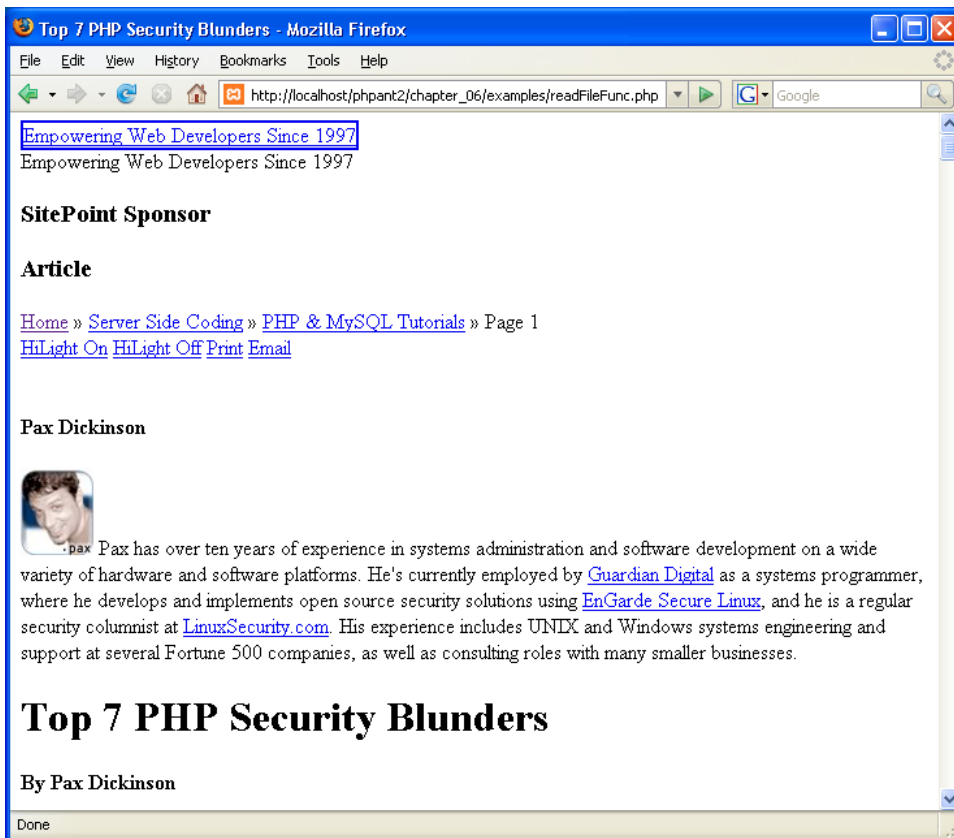 Top 7 PHP Security Blunders - Mozilla Firefox
File Edit View History Bookmarks Tools Help
http://localhost/phpant2/chapter_06/examples/readFileFunc.php Google
Empowering Web Developers Since 1997
Empowering Web Developers Since 1997
SitePoint Sponsor
Article
Home » Server Side Coding » PHP & MySQL Tutorials » Page 1
HiLight On HiLight Off Print Email
Pax Dickinson
.pax Pax has over ten years of experience in systems administration and software development on a wide
variety of hardware and software platforms. He's currently employed by Guardian Digital as a systems programmer,
where he develops and implements open source security solutions using EnGarde Secure Linux, and he is a regular
security columnist at LinuxSecurity.com. His experience includes UNIX and Windows systems engineering and
support at several Fortune 500 companies, as well as consulting roles with many smaller businesses.
Top 7 PHP Security Blunders
By Pax Dickinson
Done